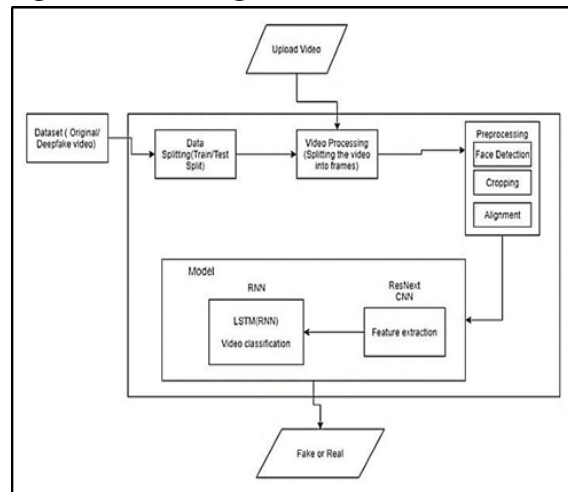 Upload Video
Dataset ( Original/
Deepfake video)
Data
Splitting(Train/Test
Split)
Video Processing
(Splitting the video
into frames)
Preprocessing
Face Detection
Cropping
Alignment
Model
RNN
LSTM(RNN)
Video classification
ResNext
CNN
Feature extraction
Fake or Real